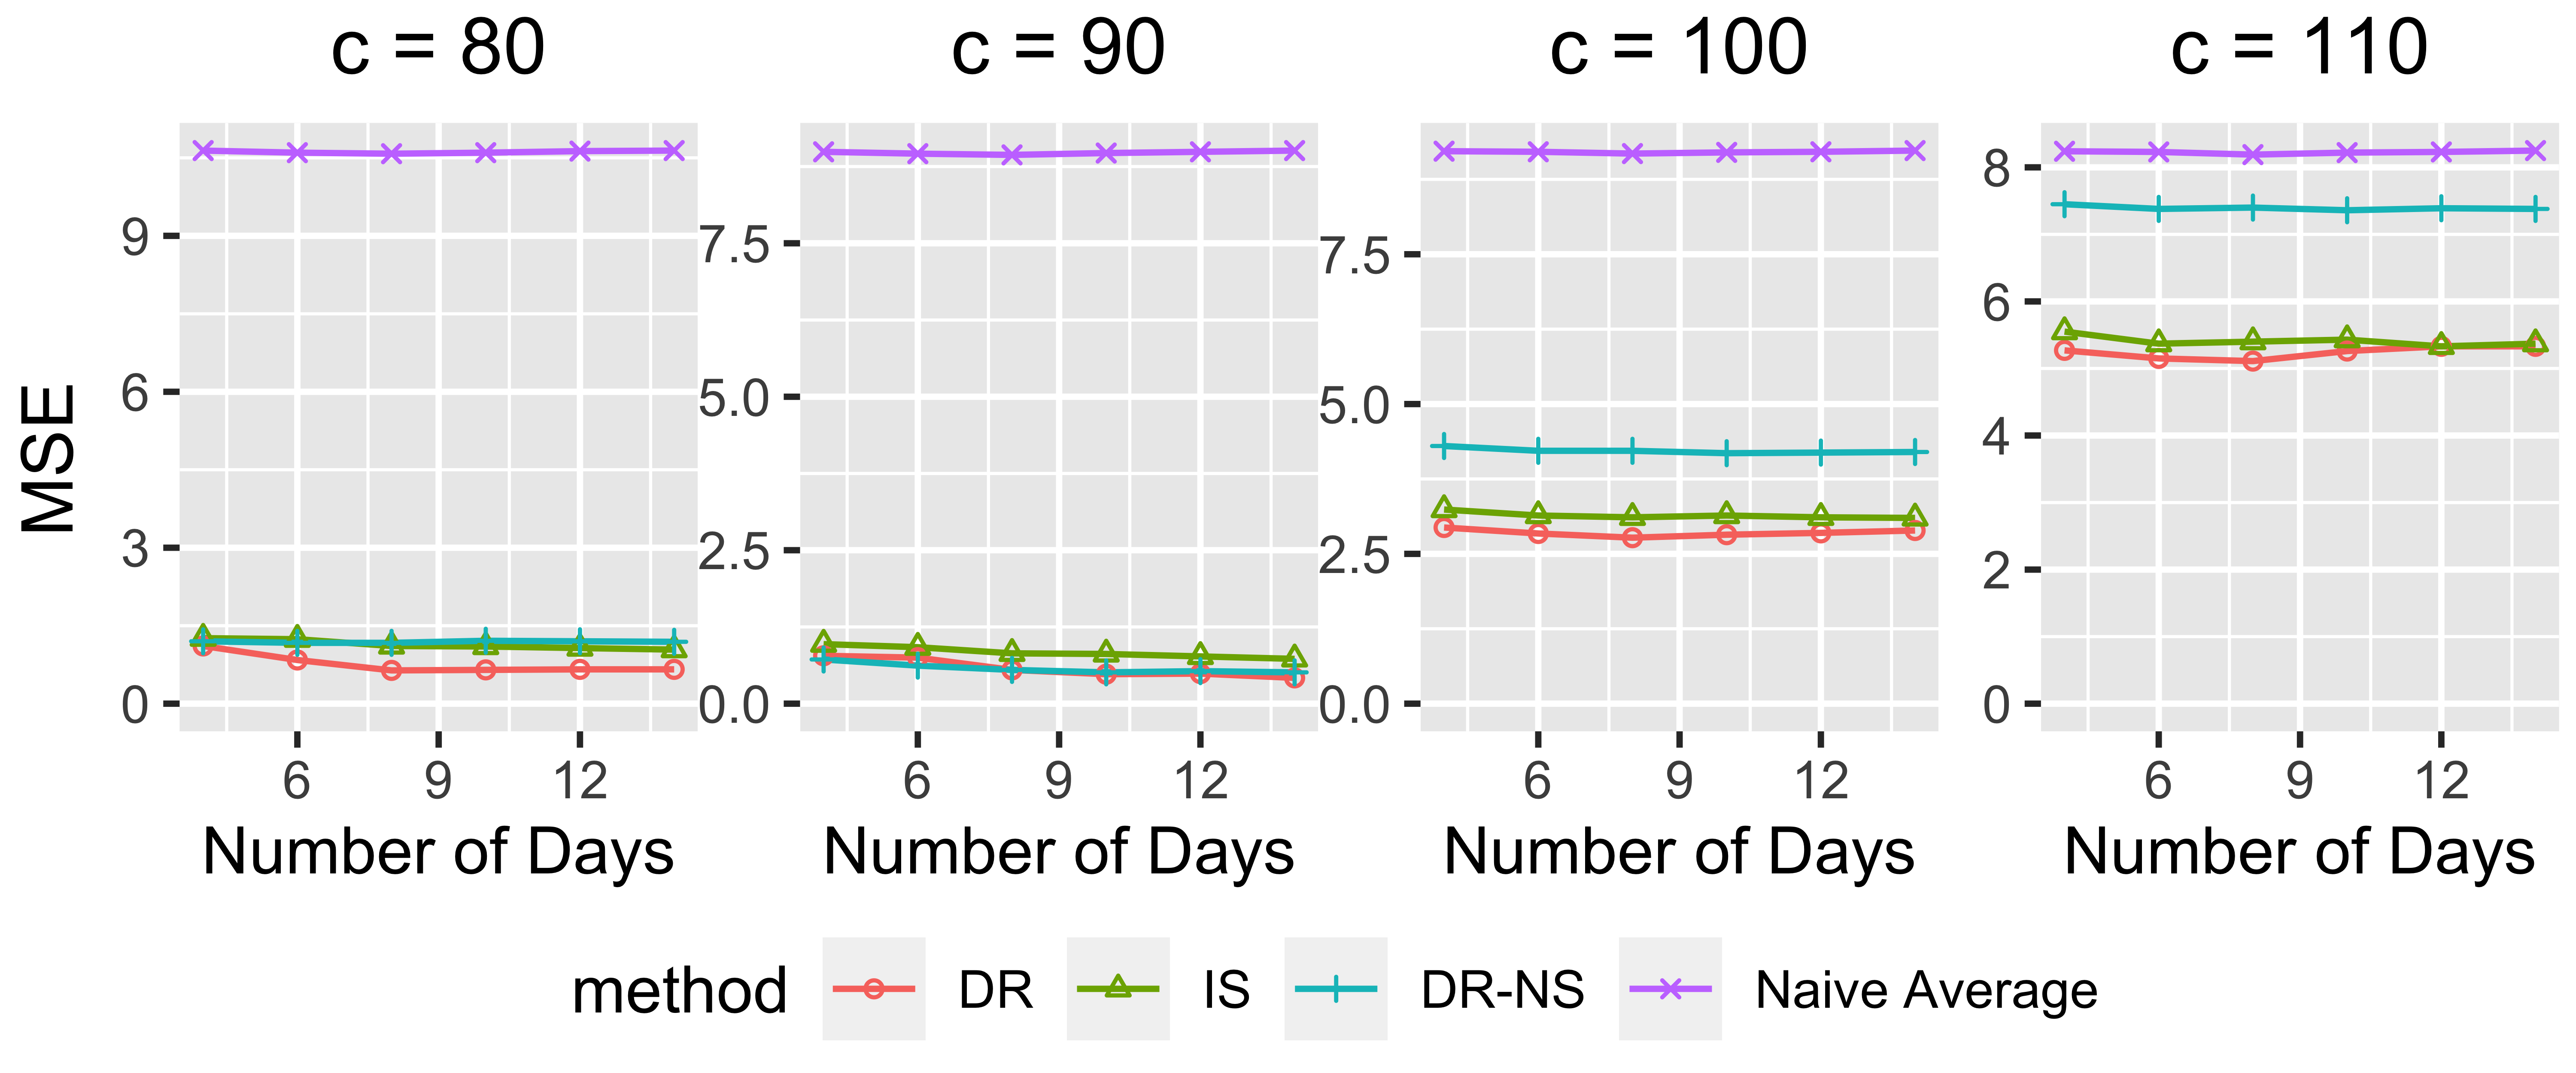 c = 80
c = 90
c = 100
c = 110
MSE
9
6
3
0
7.5
5.0
2.5
0.0
7.5
5.0
2.5
0.0
8
6
4
2
0
6 9 12
6 9 12
6 9 12
6 9 12
Number of Days
Number of Days
Number of Days
Number of Days
method DR IS DR-NS Naive Average